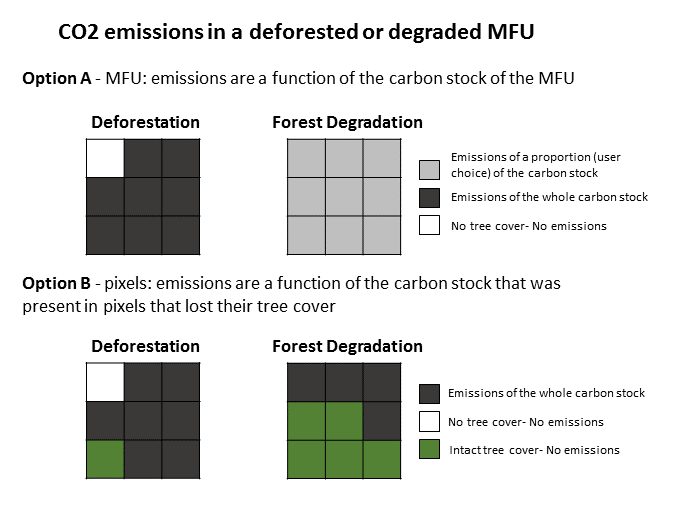 CO2 emissions in a deforested or degraded MFU
Option A - MFU: emissions are a function of the carbon stock of the MFU
Deforestation
Forest Degradation
Emissions of a proportion (user
choice) of the carbon stock
Emissions of the whole carbon stock
No tree cover- No emissions
Option B - pixels: emissions are a function of the carbon stock that was
present in pixels that lost their tree cover
Deforestation
Forest Degradation
Emissions of the whole carbon stock
No tree cover- No emissions
Intact tree cover- No emissions